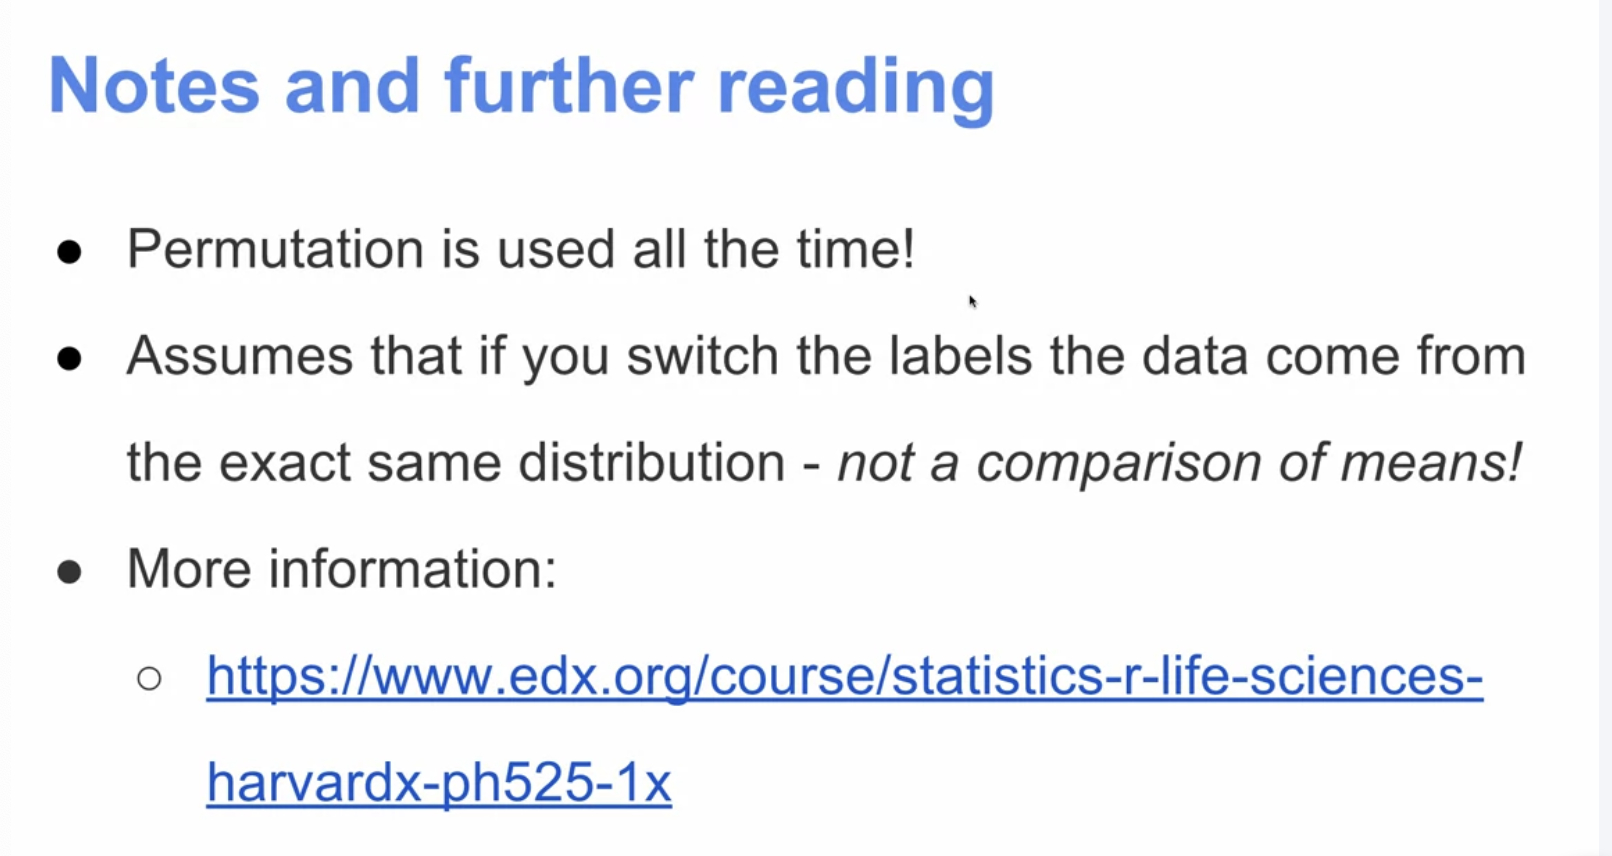 Notes and further reading
● Permutation is used all the time!
● Assumes that if you switch the labels the data come from
the exact same distribution - not a comparison of means!
● More information:
○ https://www.edx.org/course/statistics-r-life-sciences-
harvardx-ph525-1x